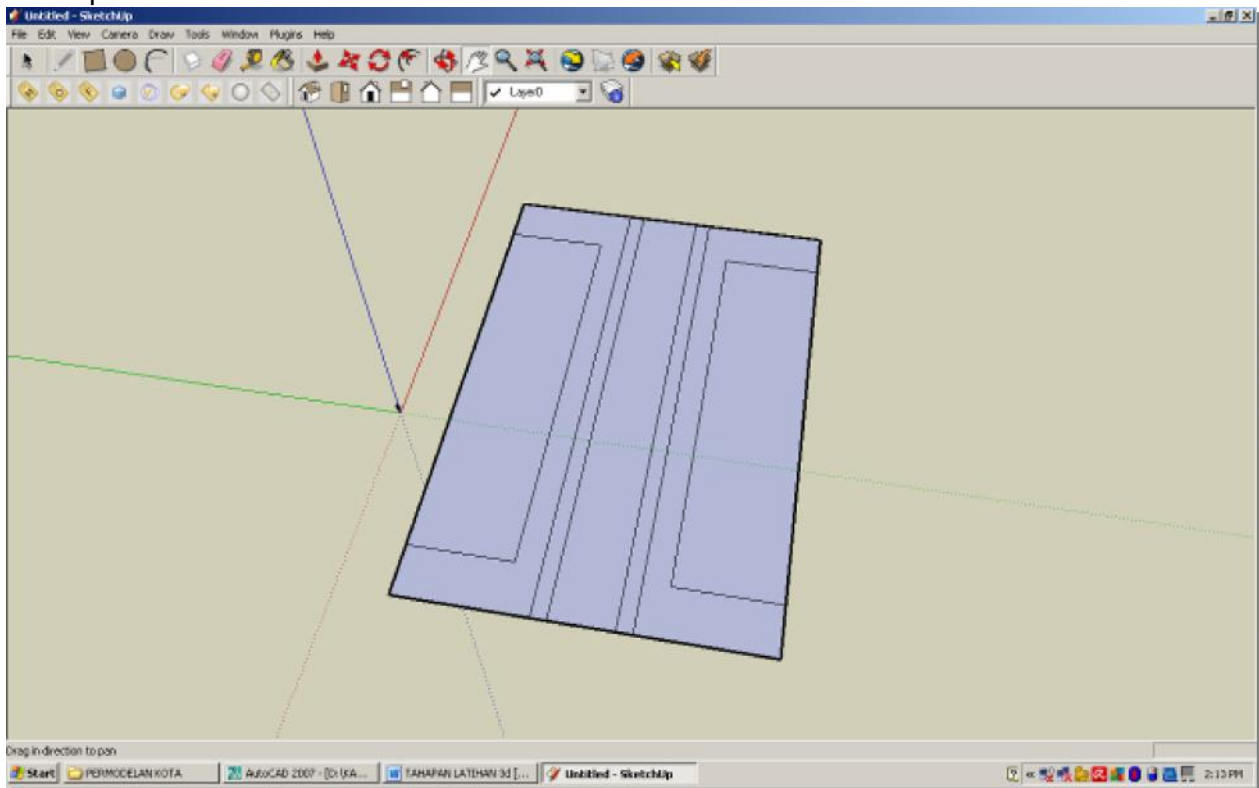 Untitled - SketchUp
File Edit View Camera Draw Tools Window Plugins Help
Layer0
Drag in direction to pan
Start PERMODELAN KOTA AutoCAD 2007 - [D:\KA... TAHAPAN LATIHAN 3d [... Untitled - SketchUp 2:13 PM